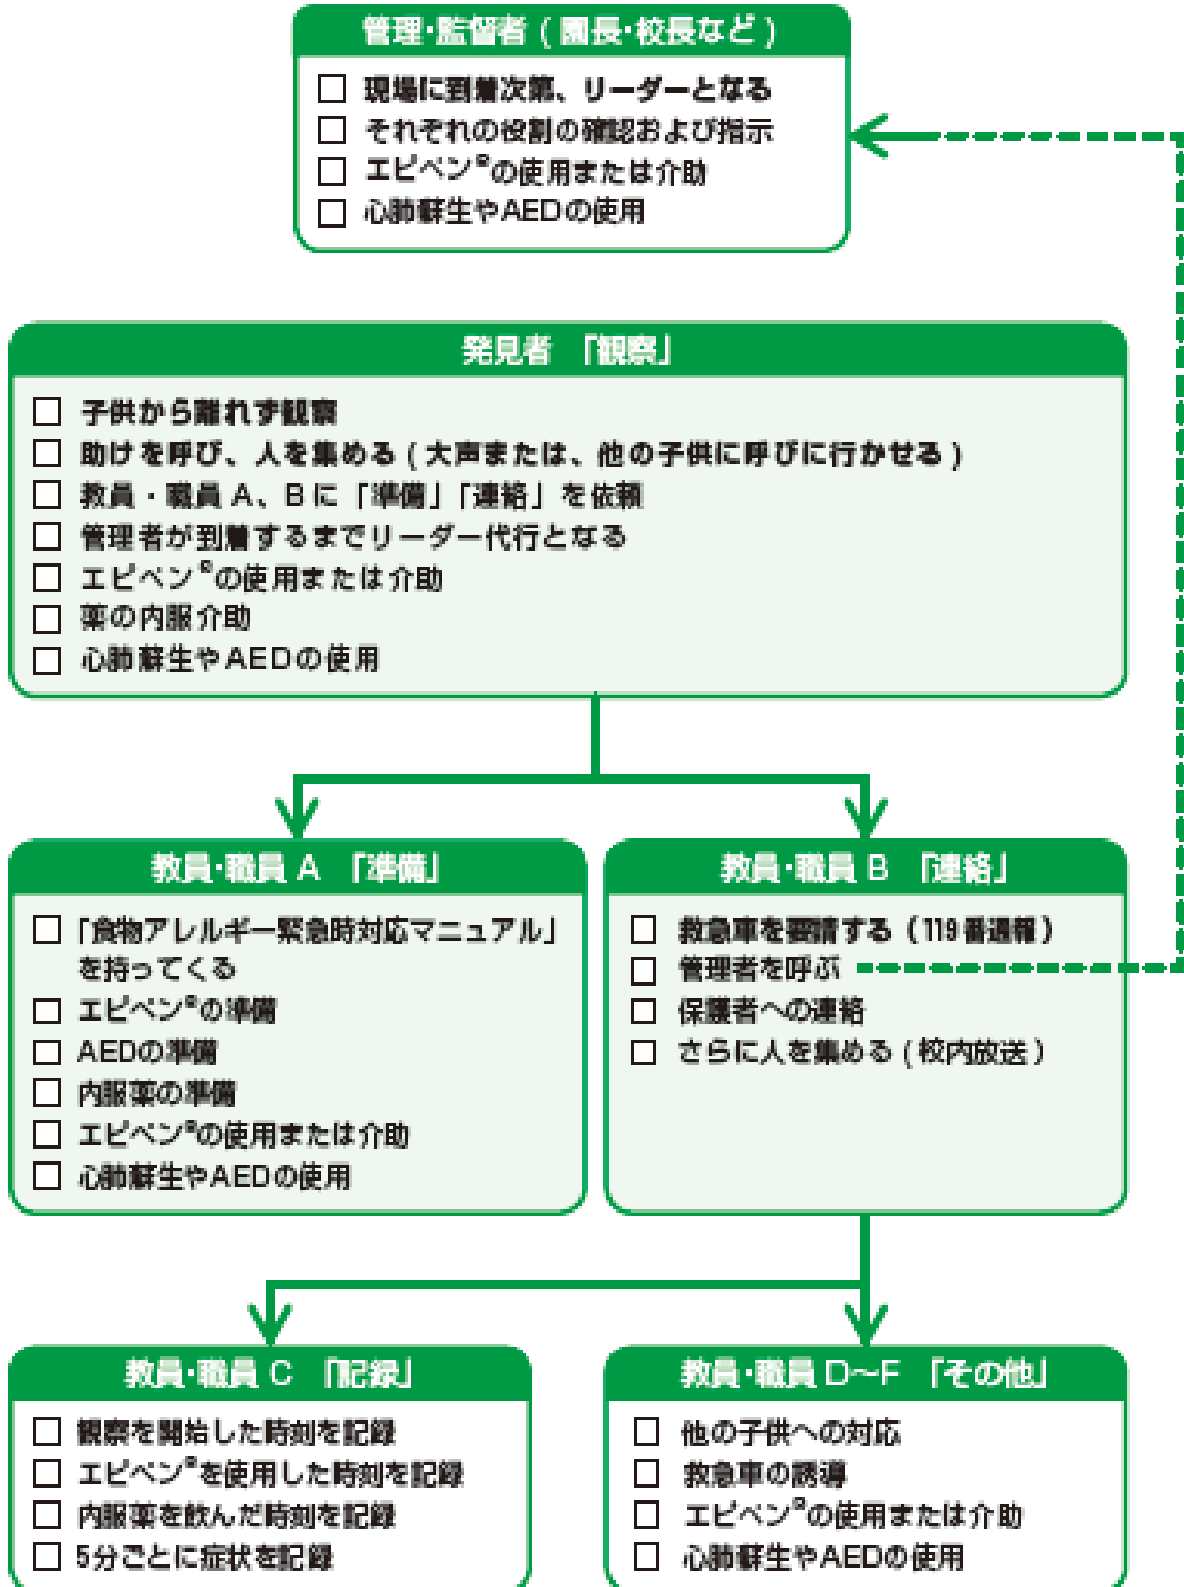 管理・監督者（園長・校長など）
□ 現場に到着次第、リーダーとなる
□ それぞれの役割の確認および指示
□ エピペン®の使用または介助
□ 心肺蘇生やAEDの使用
発見者 「観察」
□ 子供から離れず観察
□ 助けを呼び、人を集める（大声または、他の子供に呼びに行かせる）
□ 教員・職員 A、Bに「準備」「連絡」を依頼
□ 管理者が到着するまでリーダー代行となる
□ エピペン®の使用または介助
□ 薬の内服介助
□ 心肺蘇生やAEDの使用
教員・職員 A 「準備」
□ 「食物アレルギー緊急時対応マニュアル」
を持ってくる
□ エピペン®の準備
□ AEDの準備
□ 内服薬の準備
□ エピペン®の使用または介助
□ 心肺蘇生やAEDの使用
教員・職員 B 「連絡」
□ 救急車を要請する（119番通報）
□ 管理者を呼ぶ
□ 保護者への連絡
□ さらに人を集める（校内放送）
教員・職員 C 「記録」
□ 観察を開始した時刻を記録
□ エピペン®を使用した時刻を記録
□ 内服薬を飲んだ時刻を記録
□ 5分ごとに症状を記録
教員・職員 D～F 「その他」
□ 他の子供への対応
□ 救急車の誘導
□ エピペン®の使用または介助
□ 心肺蘇生やAEDの使用